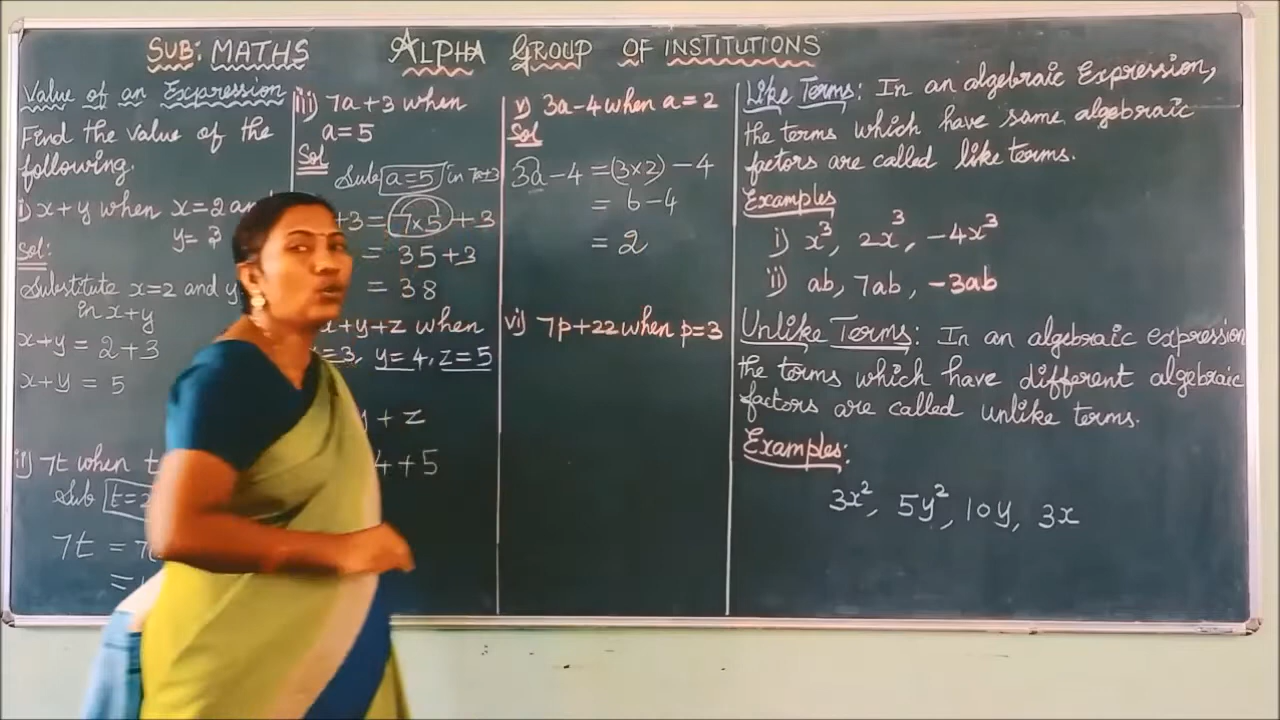 SUB: MATHS ALPHA GROUP OF INSTITUTIONS
Value of an Expression
Find the value of the
following.
i) x+y when x=2
y= 3
Sol:
Substitute x=2 and y
in x+y
x+y = 2+3
x+y = 5
ii) 7t when t
Sub t=2
7t = 7
=
iii) 7a+3 when
a=5
Sol
Sub a=5 in 7a+3
+3 = 7×5 +3
= 35+3
= 38
x+y+z when
=3, y=4, z=5
y + z
4+5
v) 3a-4 when a=2
Sol
3a-4 = (3×2) -4
= 6-4
= 2
vi) 7p+22 when p=3
Like Terms: In an algebraic Expression,
the terms which have same algebraic
factors are called like terms.
Examples
i) x³, 2x³, -4x³
ii) ab, 7ab, -3ab
Unlike Terms: In an algebraic expression
the terms which have different algebraic
factors are called unlike terms.
Examples:
3x², 5y², 10y, 3x